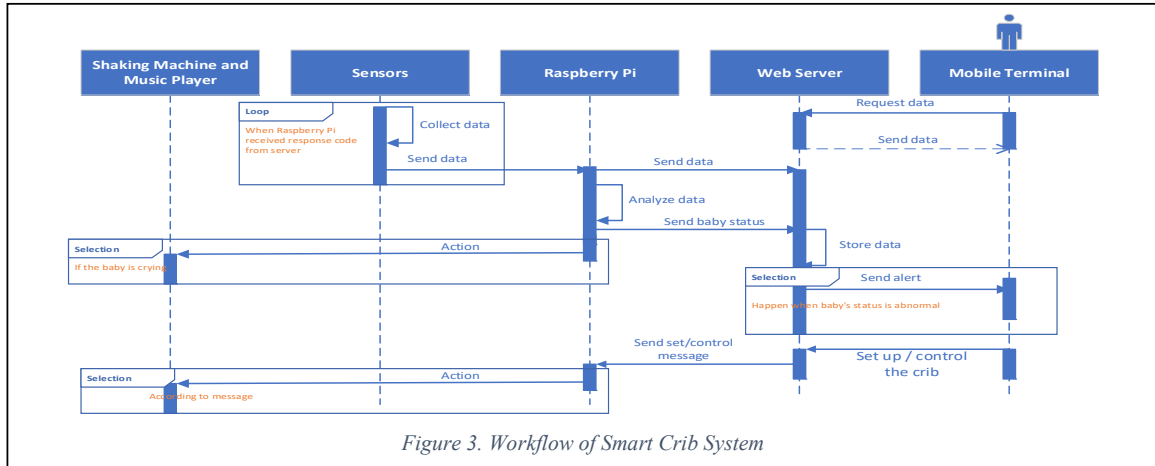 Shaking Machine and
Music Player
Sensors
Raspberry Pi
Web Server
Mobile Terminal
Request data
Loop
When Raspberry Pi
received response code
from server
Collect data
Send data
Send data
Send data
Analyze data
Send baby status
Selection
If the baby is crying
Action
Store data
Selection
Send alert
Happen when baby's status is abnormal
Send set/control
message
Set up / control
the crib
Selection
Action
According to message
Figure 3. Workflow of Smart Crib System